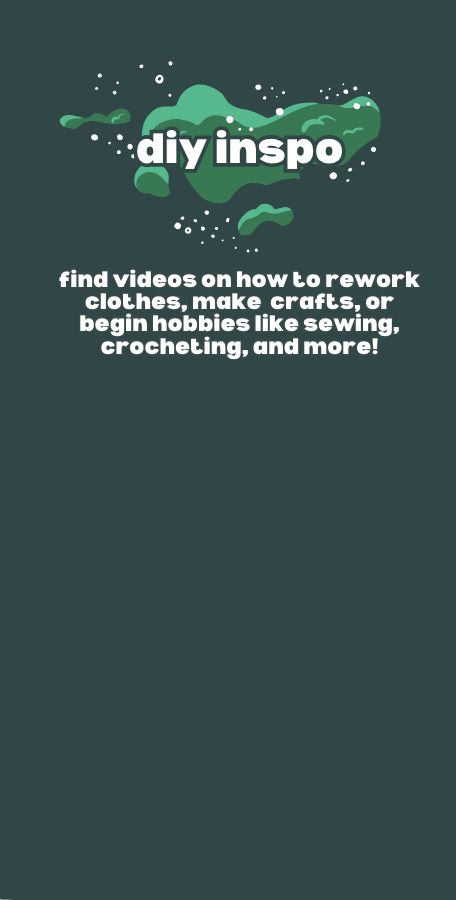 diy inspo
find videos on how to rework
clothes, make  crafts, or
begin hobbies like sewing,
crocheting, and more!